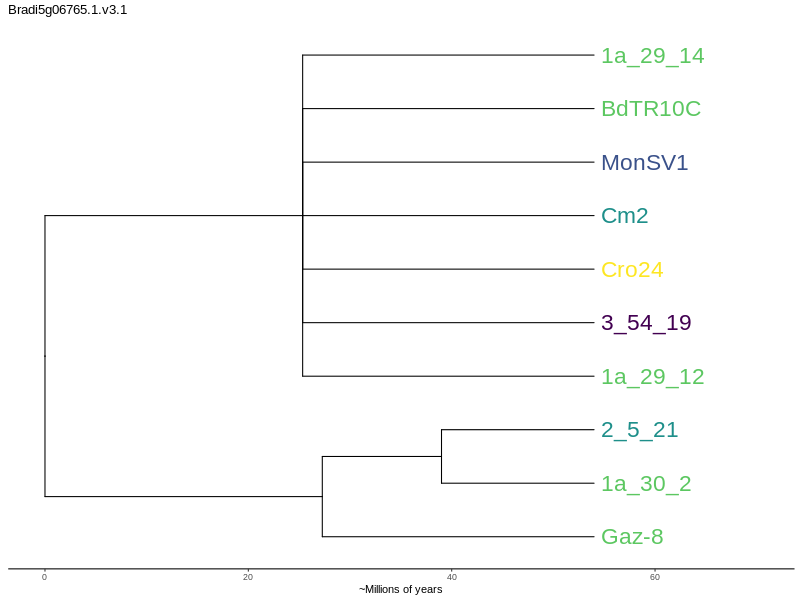 Bradi5g06765.1.v3.1
1a_29_14
BdTR10C
MonSV1
Cm2
Cro24
3_54_19
1a_29_12
2_5_21
1a_30_2
Gaz-8
0 20 40 60
~Millions of years